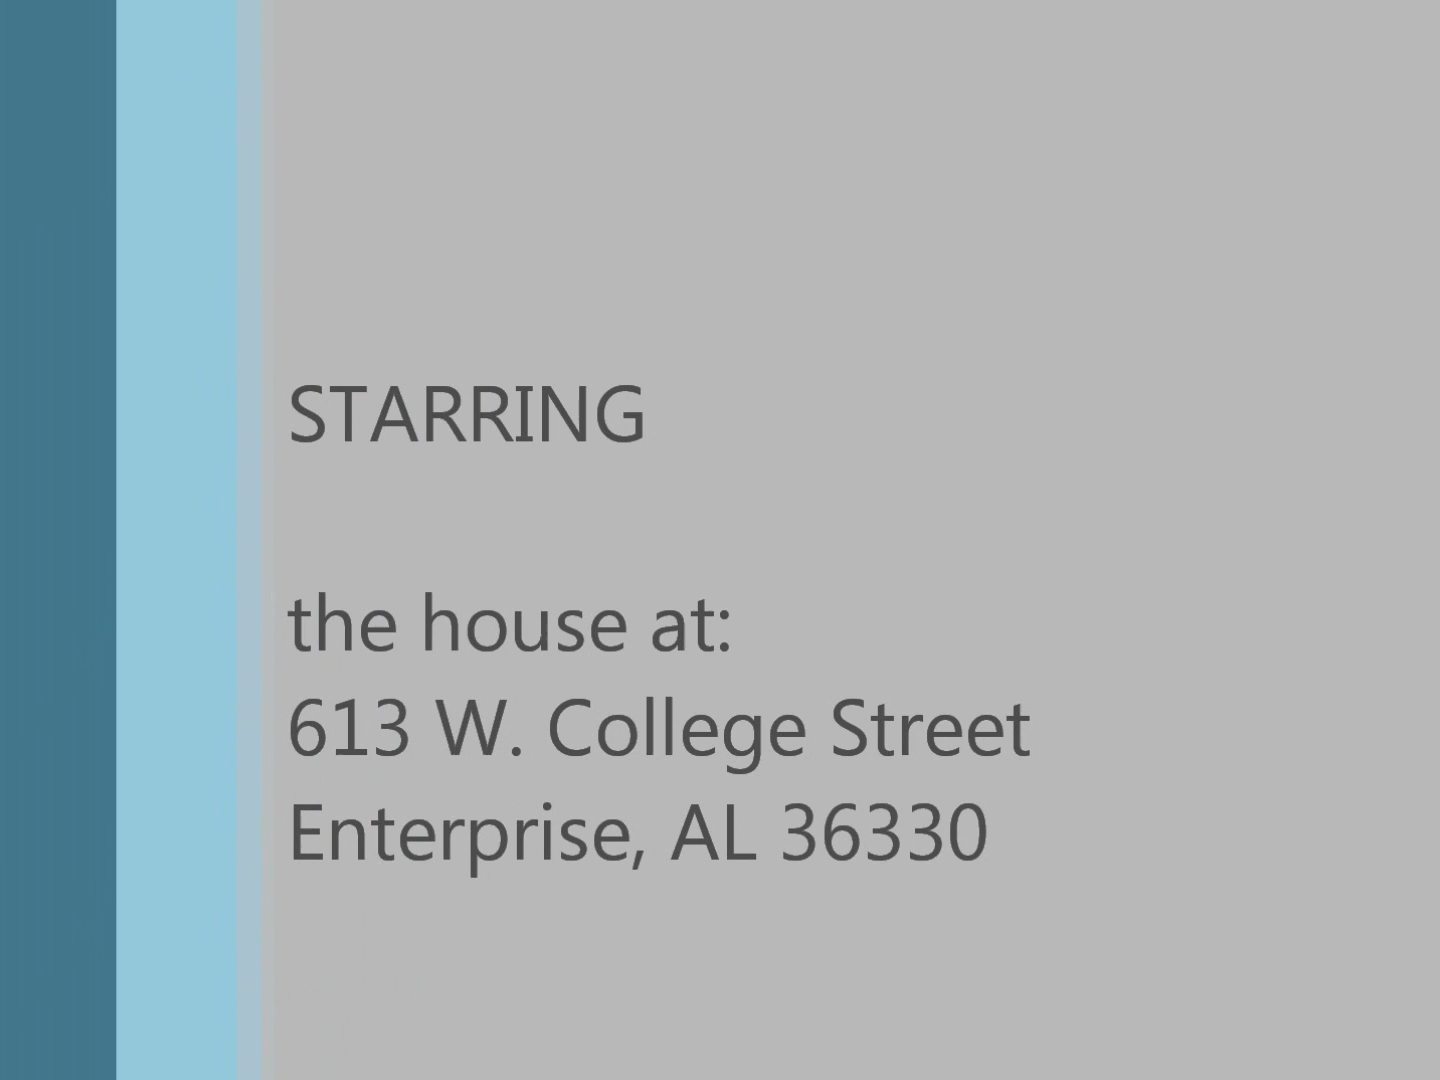 STARRING
the house at:
613 W. College Street
Enterprise, AL 36330